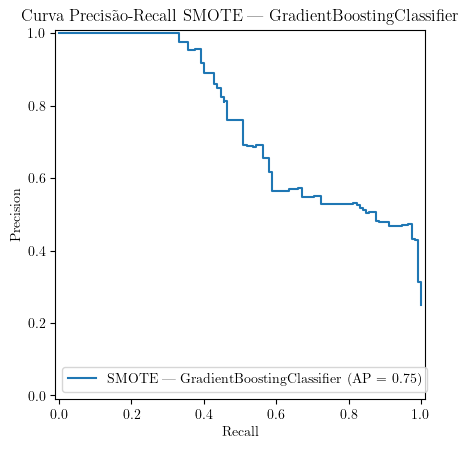 Curva Precisão-Recall SMOTE — GradientBoostingClassifier
1.0
0.8
0.6
0.4
0.2
0.0
Precision
SMOTE — GradientBoostingClassifier (AP = 0.75)
0.0 0.2 0.4 0.6 0.8 1.0
Recall